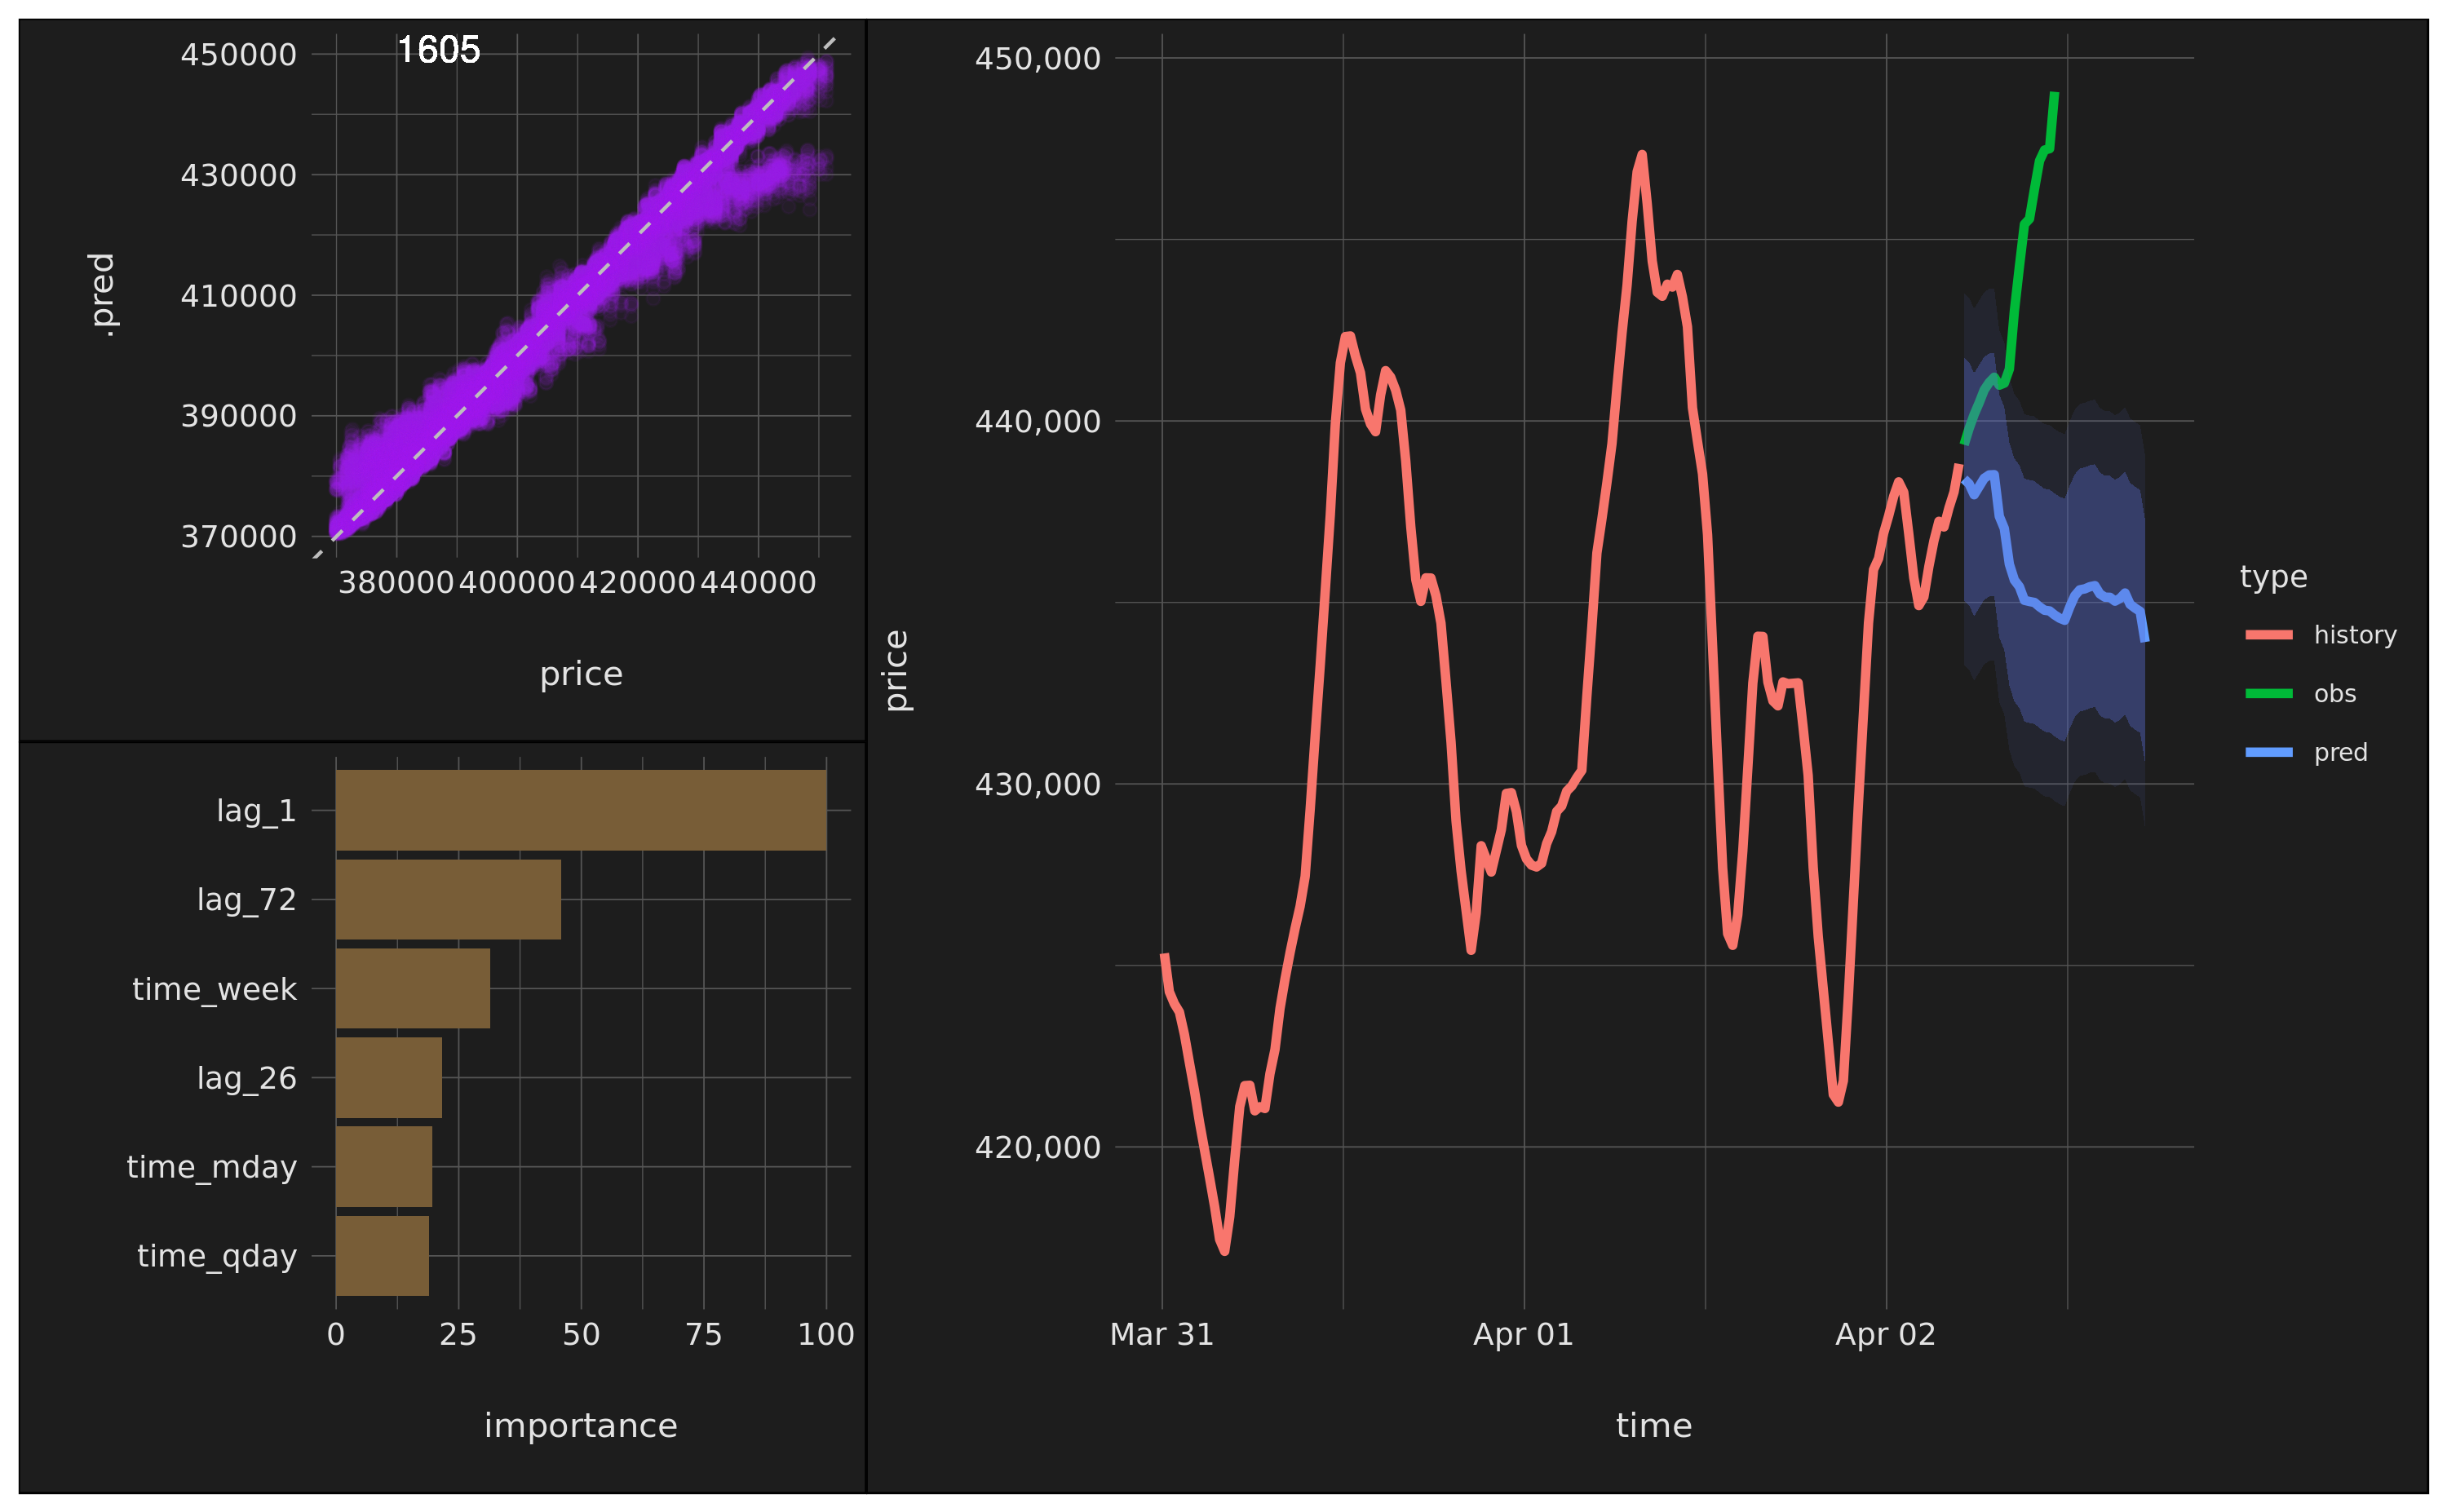 1605
450000
430000
410000
390000
370000
.pred
380000 400000 420000 440000
price
lag_1
lag_72
time_week
lag_26
time_mday
time_qday
0 25 50 75 100
importance
450,000
440,000
430,000
420,000
price
Mar 31 Apr 01 Apr 02
time
type
history
obs
pred